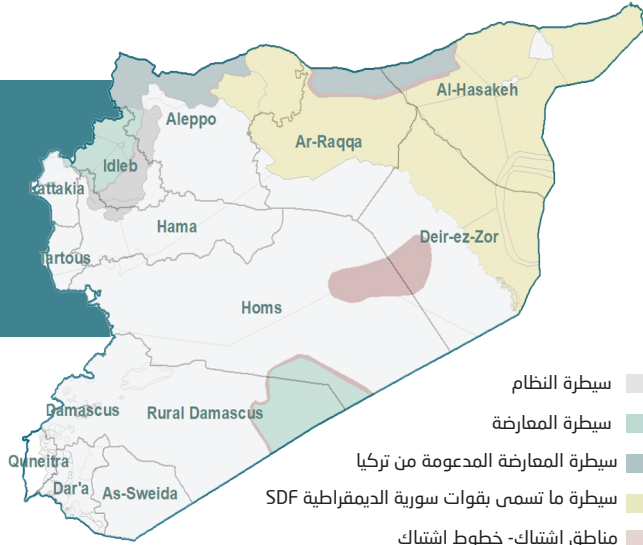 Al-Hasakeh
Aleppo
Ar-Raqqa
Idleb
Lattakia
Hama
Deir-ez-Zor
Tartous
Homs
Damascus
Rural Damascus
Quneitra
Dar'a
As-Sweida
سيطرة النظام
سيطرة المعارضة
سيطرة المعارضة المدعومة من تركيا
سيطرة ما تسمى بقوات سورية الديمقراطية SDF
مناطق اشتباك- خطوط اشتباك